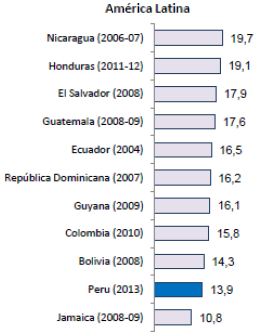 América Latina
Nicaragua (2006-07) 19,7
Honduras (2011-12) 19,1
El Salvador (2008) 17,9
Guatemala (2008-09) 17,6
Ecuador (2004) 16,5
República Dominicana (2007) 16,2
Guyana (2009) 16,1
Colombia (2010) 15,8
Bolivia (2008) 14,3
Peru (2013) 13,9
Jamaica (2008-09) 10,8